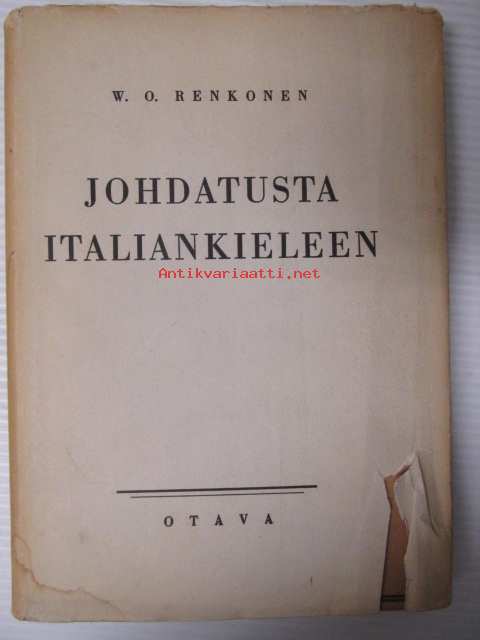 W. O. RENKONEN
JOHDATUSTA
ITALIANKIELEEN
Antikvariaatti.net
OTAVA